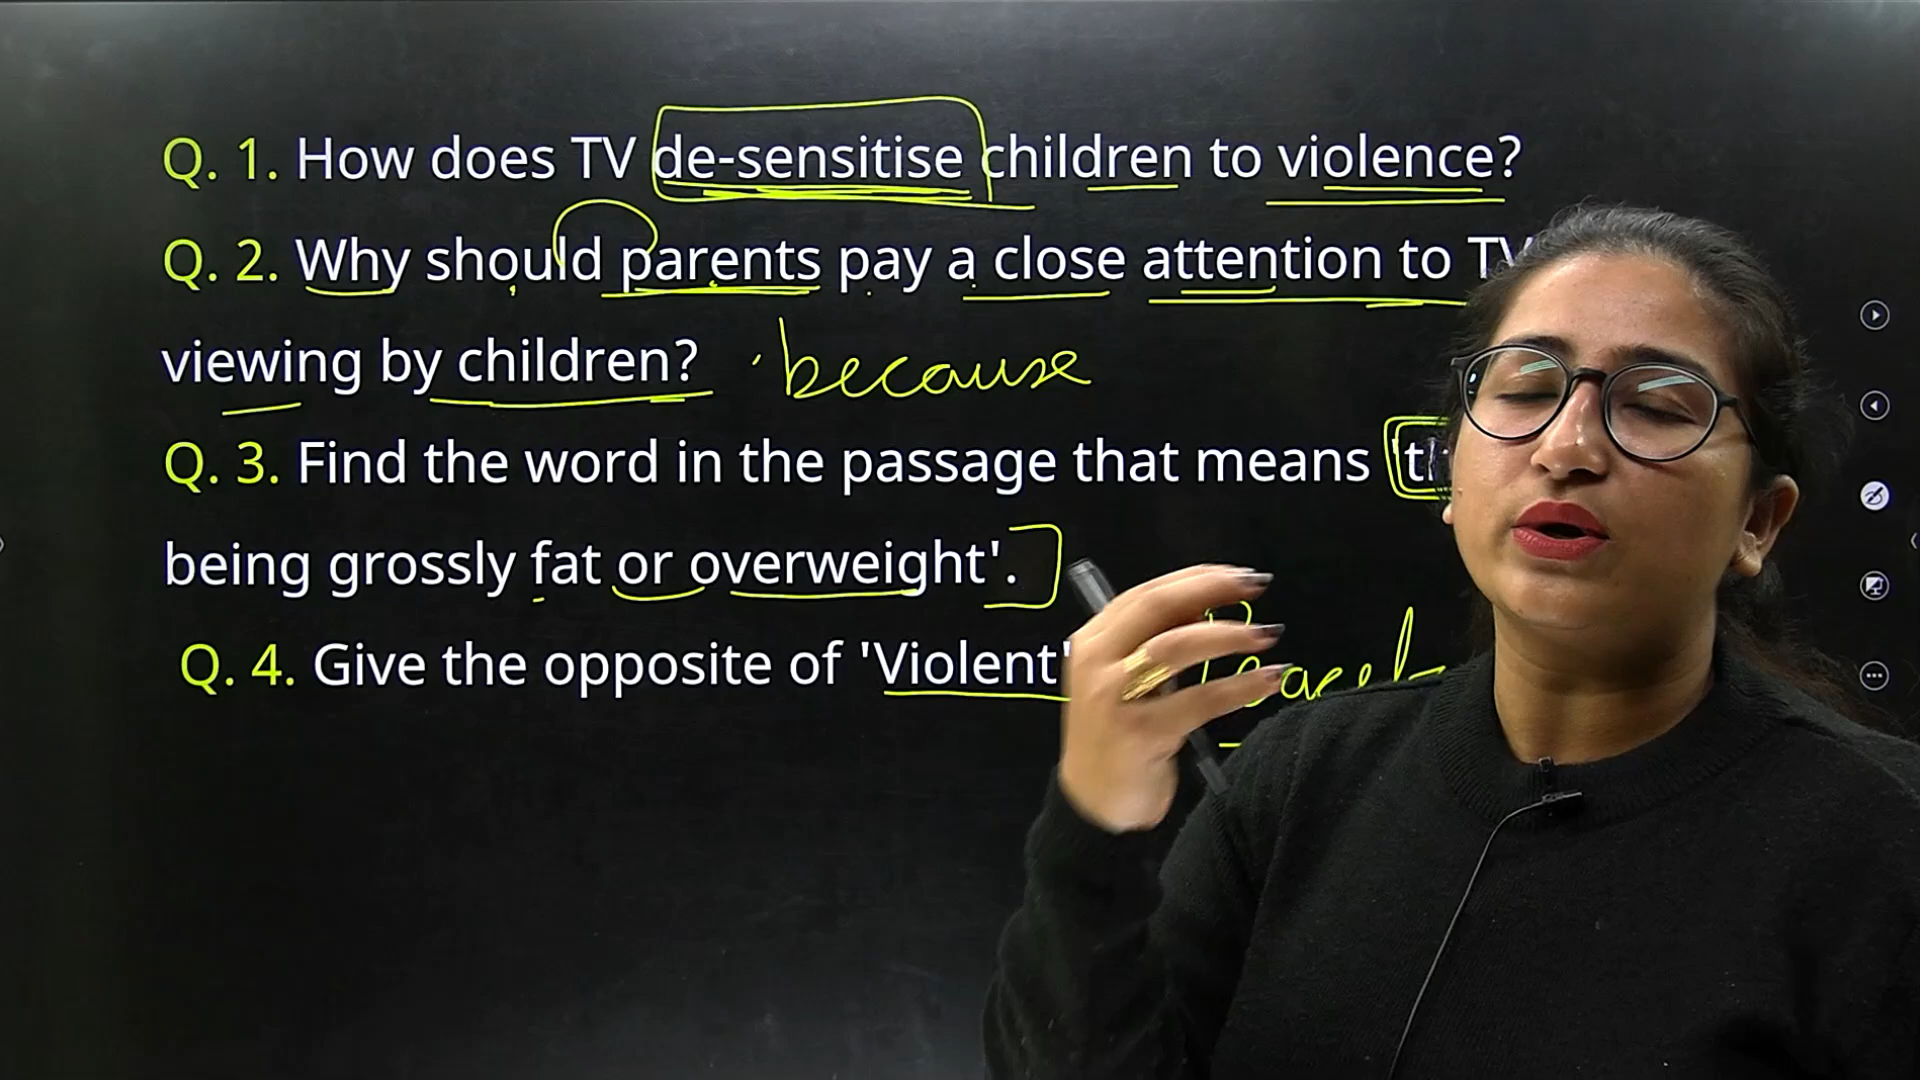 Q. 1. How does TV de-sensitise children to violence?
Q. 2. Why should parents pay a close attention to TV
viewing by children? because
Q. 3. Find the word in the passage that means
being grossly fat or overweight'.
Q. 4. Give the opposite of 'Violent'